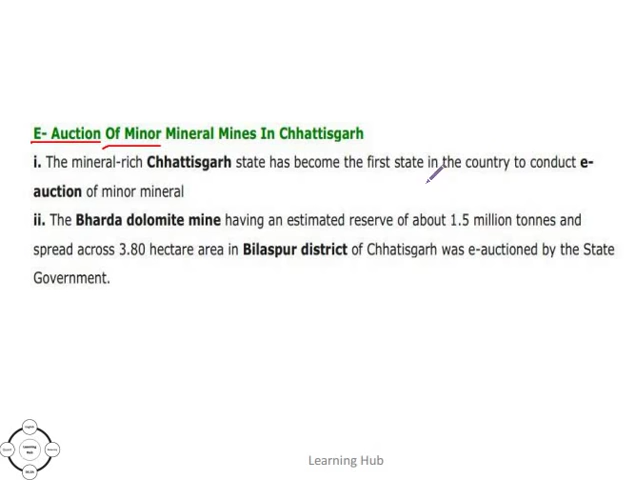 E- Auction Of Minor Mineral Mines In Chhattisgarh
i. The mineral-rich Chhattisgarh state has become the first state in the country to conduct e-
auction of minor mineral
ii. The Bharda dolomite mine having an estimated reserve of about 1.5 million tonnes and
spread across 3.80 hectare area in Bilaspur district of Chhatisgarh was e-auctioned by the State
Government.
Learning
Hub
Learning Hub